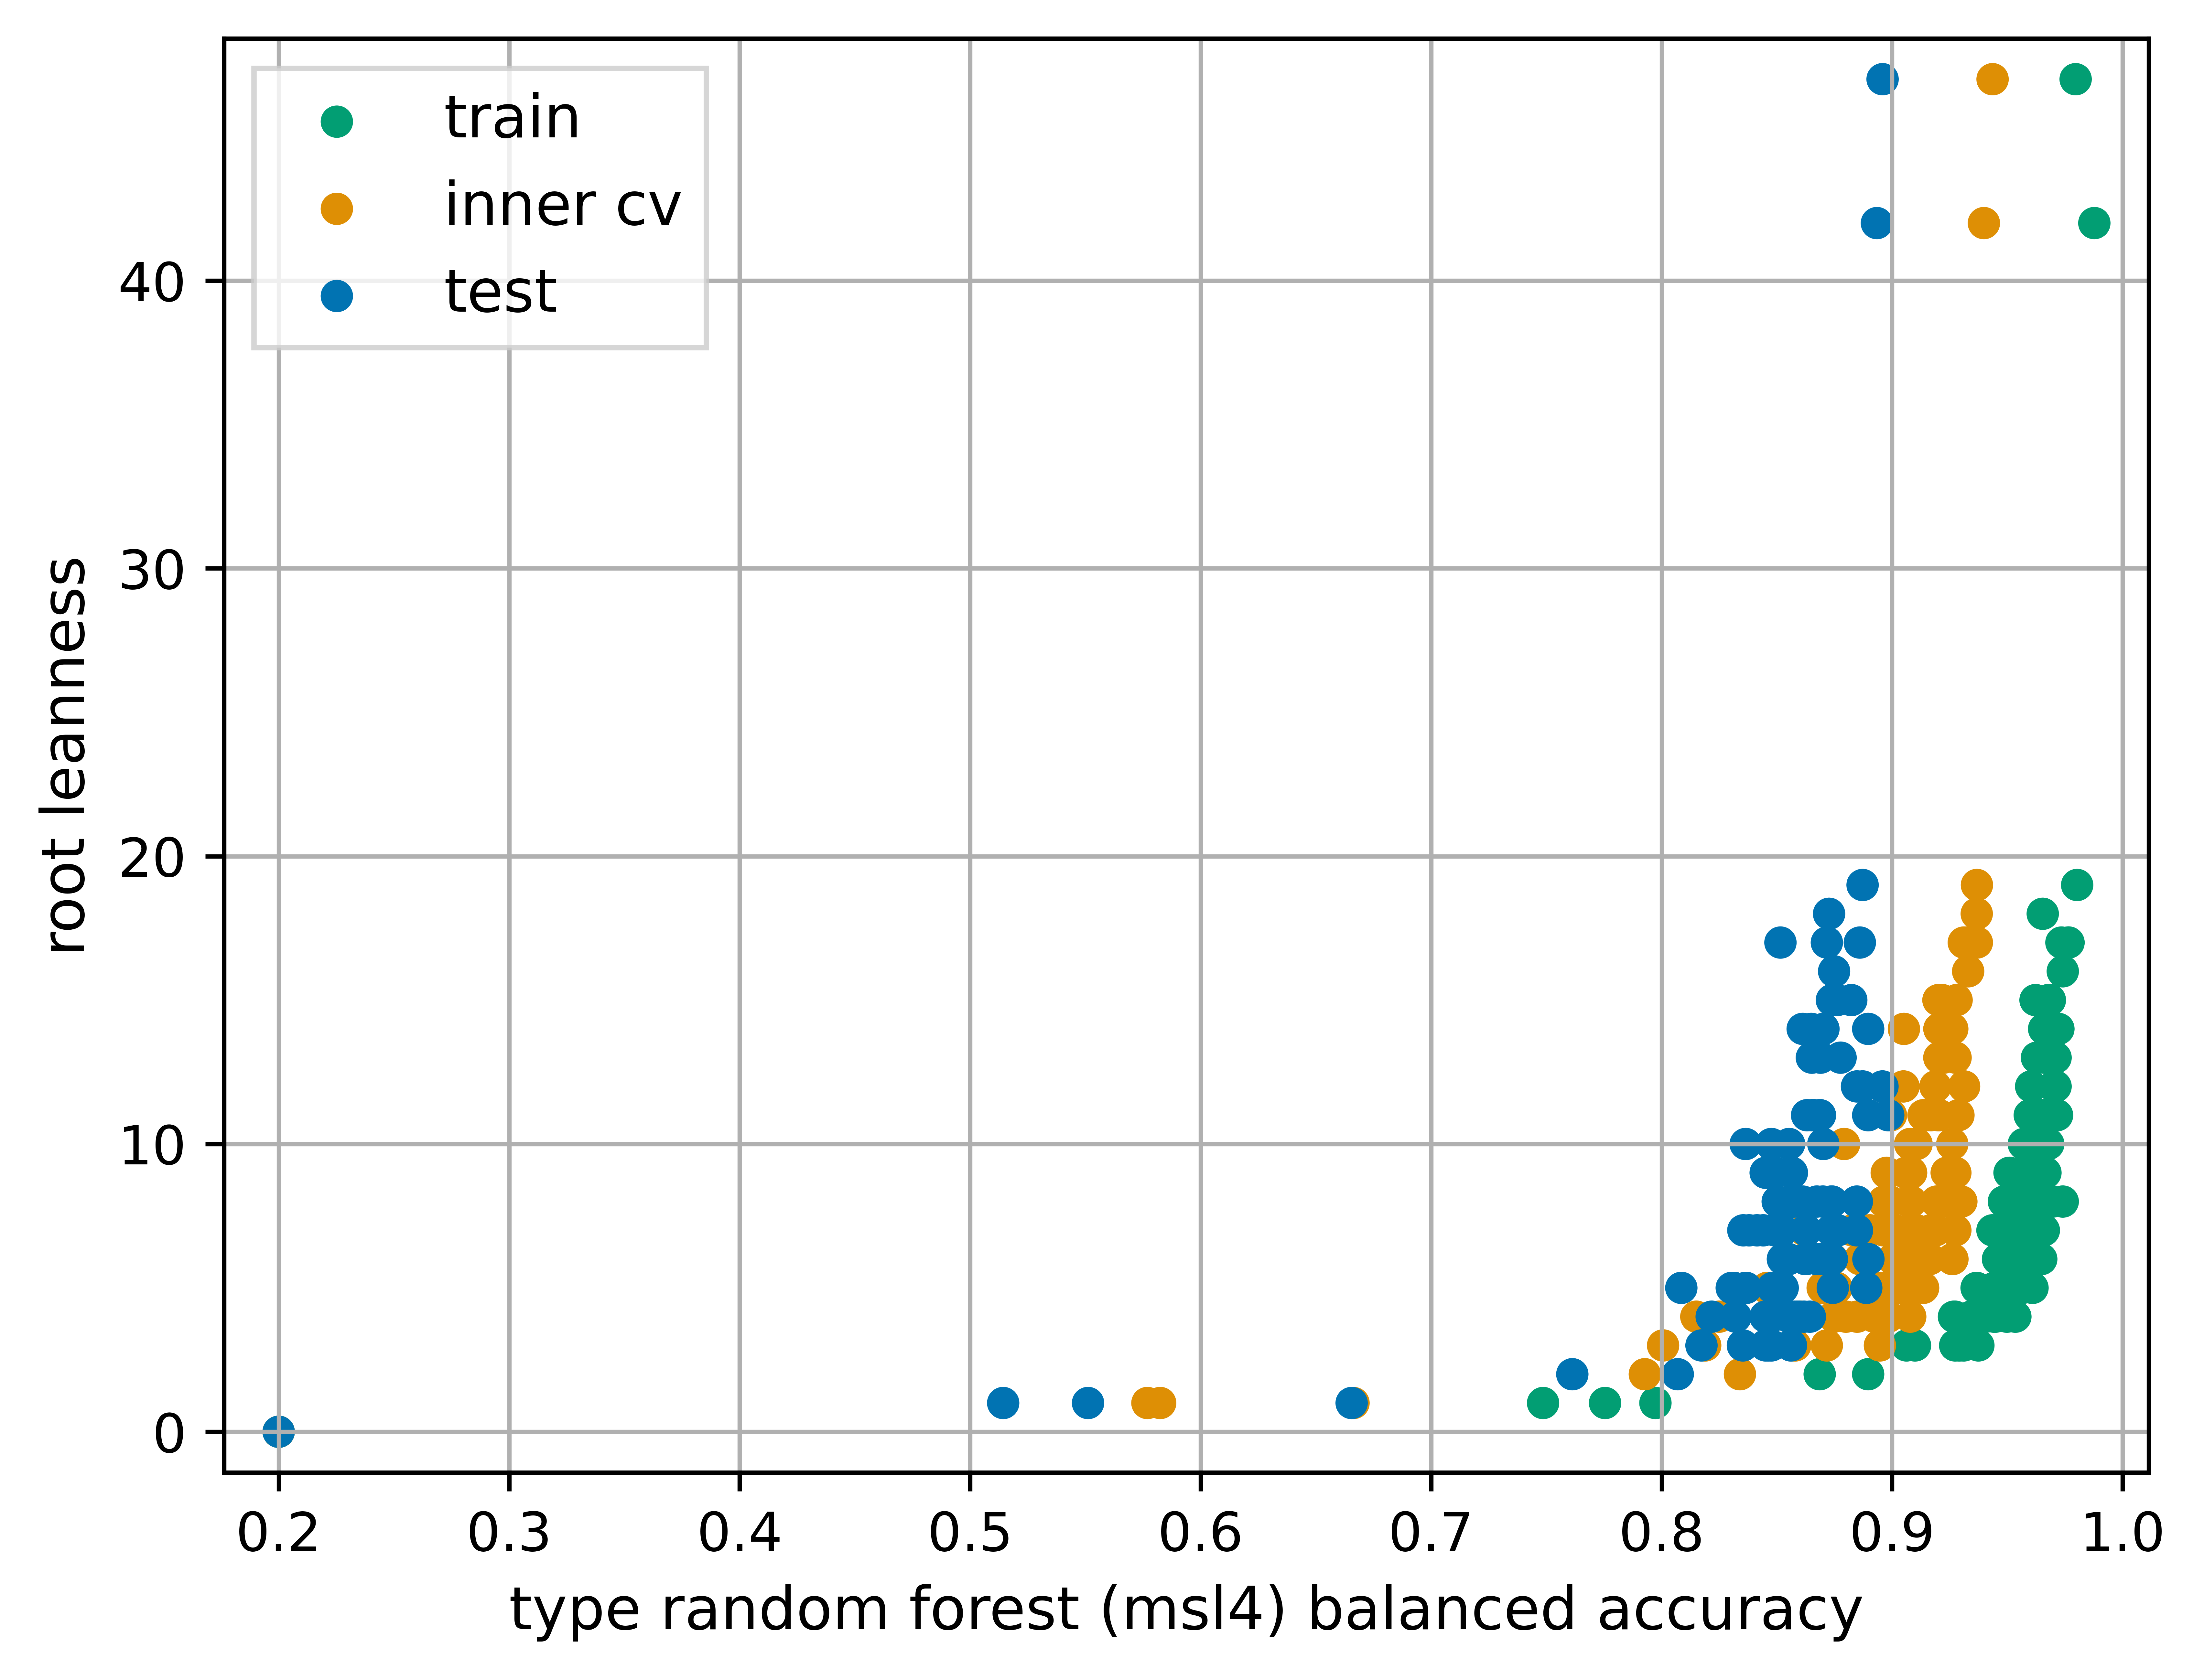 train
inner cv
test
root leanness
40
30
20
10
0
0.2 0.3 0.4 0.5 0.6 0.7 0.8 0.9 1.0
type random forest (msl4) balanced accuracy